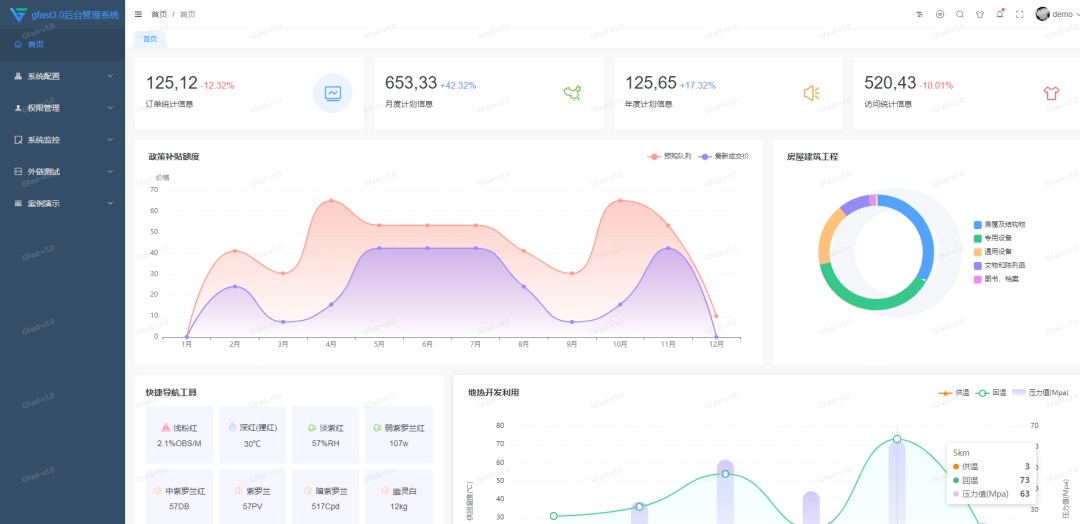 gfast3.0后台管理系统
首页 / 首页
demo
首页
首页
系统配置
权限管理
系统监控
外链测试
案例演示
125,12 -12.32%
订单统计信息
653,33 +42.32%
月度计划信息
125,65 +17.32%
年度计划信息
520,43 -10.01%
访问统计信息
政策补贴额度
预购队列 最新成交价
价格
70
60
50
40
30
20
10
0
1月 2月 3月 4月 5月 6月 7月 8月 9月 10月 11月 12月
房屋建筑工程
房屋及结构物
专用设备
通用设备
文物和陈列品
图书、档案
快捷导航工具
浅粉红
2.1%OBS/M
深红(猩红)
30℃
淡紫红
57%RH
弱紫罗兰红
107w
中紫罗兰红
57DB
紫罗兰
57PV
暗紫罗兰
517Cpd
幽灵白
12kg
地热开发利用
供温 回温 压力值(Mpa)
80
70
60
50
40
30
供回温度(℃)
70
30
压力值(Mpa)
5km
供温 3
回温 73
压力值(Mpa) 63
GFast-v3.0